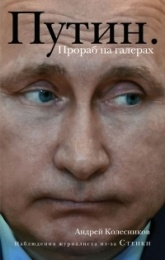 Путин.
Прораб на галерах
Андрей Колесников
Наблюдения журналиста из-за Стенки